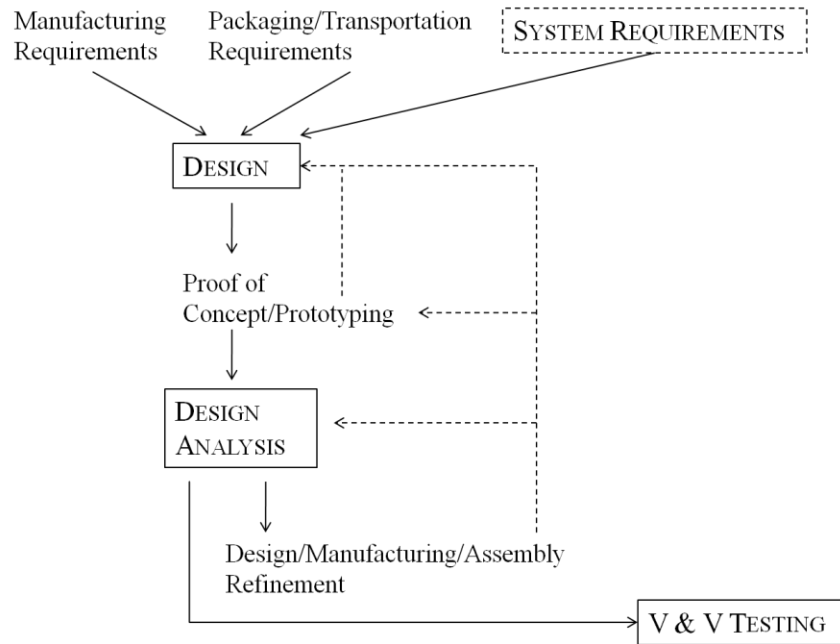 Manufacturing
Requirements
Packaging/Transportation
Requirements
SYSTEM REQUIREMENTS
DESIGN
Proof of
Concept/Prototyping
DESIGN
ANALYSIS
Design/Manufacturing/Assembly
Refinement
V & V TESTING